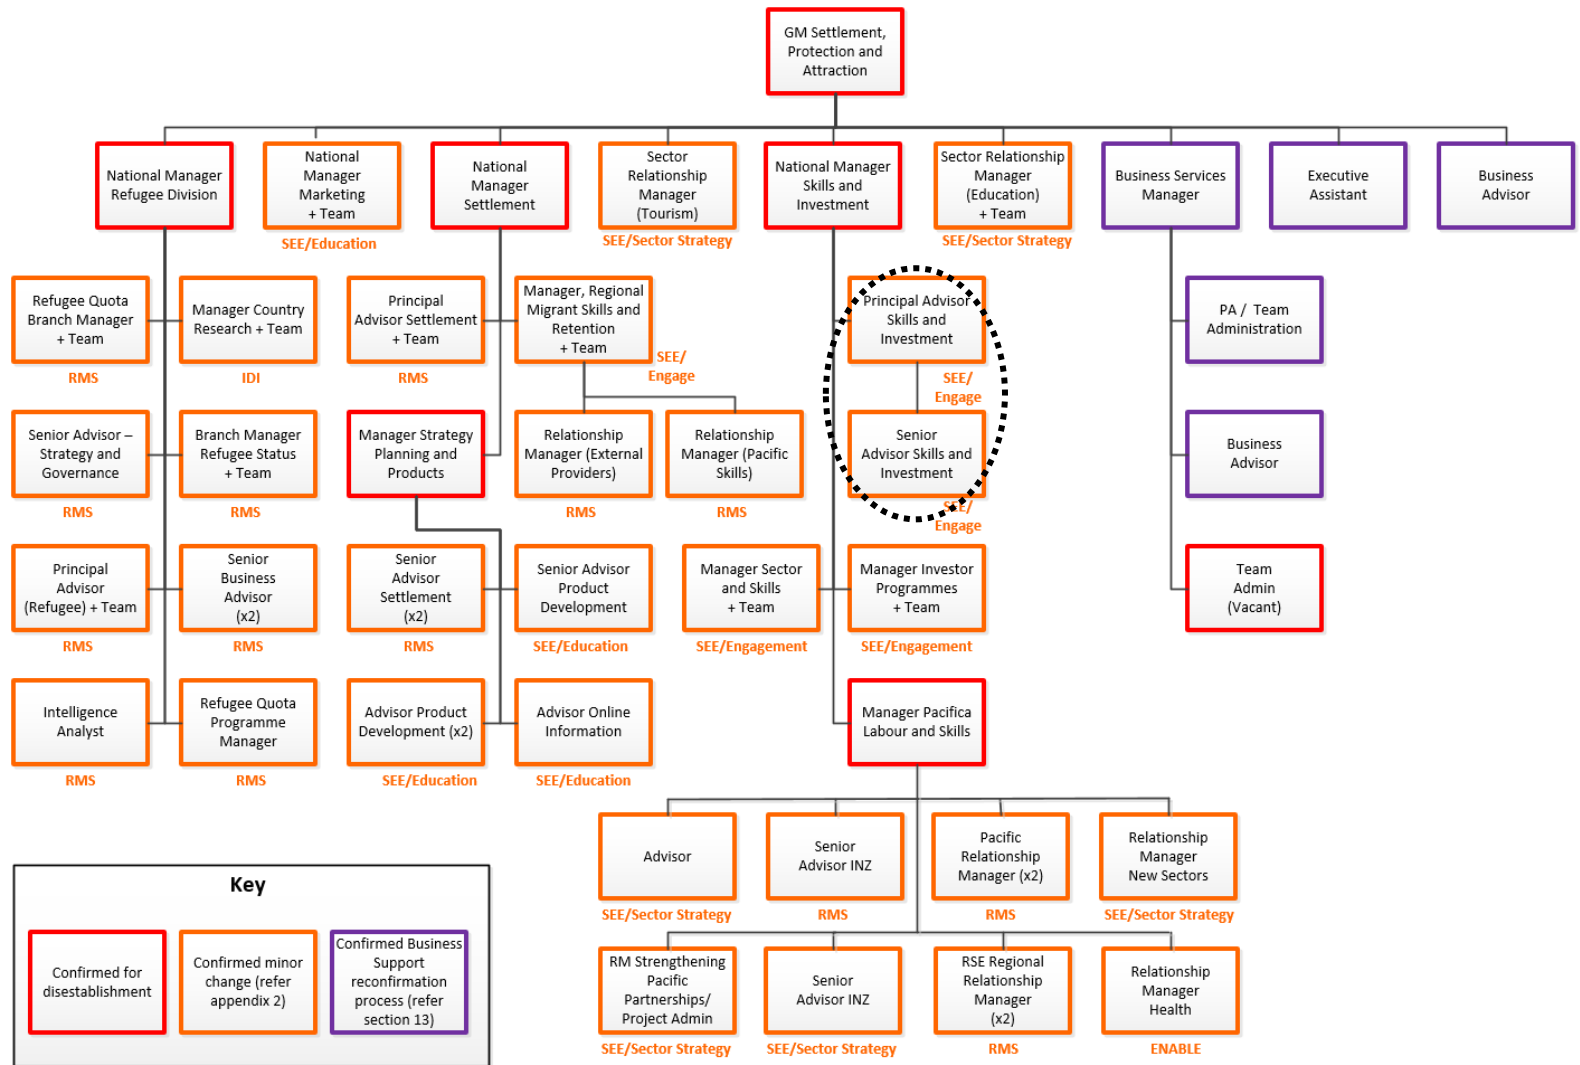 GM Settlement,
Protection and
Attraction
National Manager
Refugee Division
National
Manager
Marketing
+ Team
SEE/Education
National
Manager
Settlement
Sector
Relationship
Manager
(Tourism)
SEE/Sector Strategy
National Manager
Skills and
Investment
Sector Relationship
Manager
(Education)
+ Team
SEE/Sector Strategy
Business Services
Manager
Executive
Assistant
Business
Advisor
Refugee Quota
Branch Manager
+ Team
RMS
Manager Country
Research + Team
IDI
Principal
Advisor Settlement
+ Team
RMS
Manager, Regional
Migrant Skills and
Retention
+ Team
SEE/
Engage
Principal Advisor
Skills and
Investment
SEE/
Engage
PA / Team
Administration
Senior Advisor –
Strategy and
Governance
RMS
Branch Manager
Refugee Status
+ Team
RMS
Manager Strategy
Planning and
Products
Relationship
Manager (External
Providers)
RMS
Relationship
Manager (Pacific
Skills)
RMS
Senior
Advisor Skills and
Investment
SEE/
Engage
Business
Advisor
Principal
Advisor
(Refugee) + Team
RMS
Senior
Business
Advisor
(x2)
RMS
Senior
Advisor
Settlement
(x2)
RMS
Senior Advisor
Product
Development
SEE/Education
Manager Sector
and Skills
+ Team
SEE/Engagement
Manager Investor
Programmes
+ Team
SEE/Engagement
Team
Admin
(Vacant)
Intelligence
Analyst
RMS
Refugee Quota
Programme
Manager
RMS
Advisor Product
Development (x2)
SEE/Education
Advisor Online
Information
SEE/Education
Manager Pacifica
Labour and Skills
Advisor
SEE/Sector Strategy
Senior
Advisor INZ
RMS
Pacific
Relationship
Manager (x2)
RMS
Relationship
Manager
New Sectors
SEE/Sector Strategy
RM Strengthening
Pacific
Partnerships/
Project Admin
SEE/Sector Strategy
Senior
Advisor INZ
SEE/Sector Strategy
RSE Regional
Relationship
Manager
(x2)
RMS
Relationship
Manager
Health
ENABLE
Key
Confirmed for
disestablishment
Confirmed minor
change (refer
appendix 2)
Confirmed Business
Support
reconfirmation
process (refer
section 13)